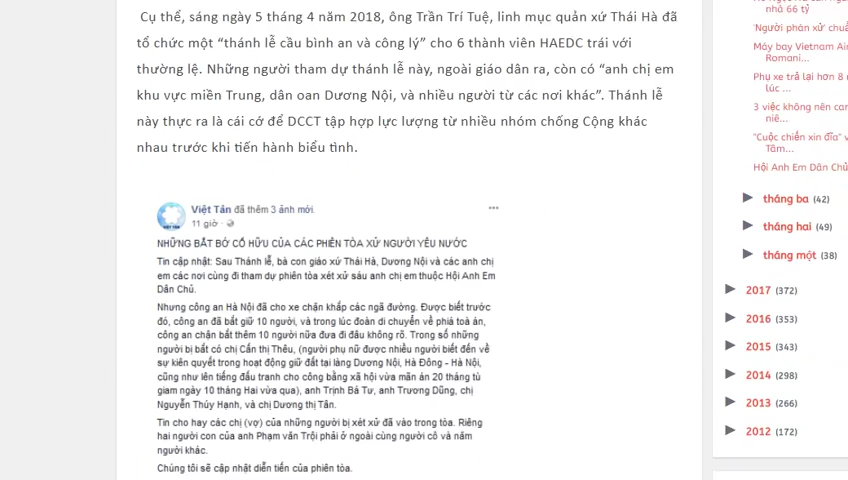 Cụ thể, sáng ngày 5 tháng 4 năm 2018, ông Trần Trí Tuệ, linh mục quản xứ Thái Hà đã
tổ chức một “thánh lễ cầu bình an và công lý” cho 6 thành viên HAEDC trái với
thường lệ. Những người tham dự thánh lễ này, ngoài giáo dân ra, còn có “anh chị em
khu vực miền Trung, dân oan Dương Nội, và nhiều người từ các nơi khác”. Thánh lễ
này thực ra là cái cớ để DCCT tập hợp lực lượng từ nhiều nhóm chống Cộng khác
nhau trước khi tiến hành biểu tình.
Việt Tân đã thêm 3 ảnh mới.
11 giờ ·
NHỮNG BẮT BỚ CỐ HỮU CỦA CÁC PHIÊN TÒA XỬ NGƯỜI YÊU NƯỚC
Tin cập nhật: Sau Thánh lễ, bà con giáo xứ Thái Hà, Dương Nội và các anh chị
em các nơi cùng đi tham dự phiên tòa xét xử sáu anh chị em thuộc Hội Anh Em
Dân Chủ.
Nhưng công an Hà Nội đã cho xe chặn khắp các ngã đường. Được biết trước
đó, công an đã bắt giữ 10 người, và trong lúc đoàn di chuyển về phiá toà án,
công an chặn bắt thêm 10 người nữa đưa đi đâu không rõ. Trong số những
người bị bắt có chị Cấn thị Thêu, (người phụ nữ được nhiều người biết đến về
sự kiên quyết trong hoạt động giữ đất tại làng Dương Nội, Hà Đông - Hà Nội,
cũng như lên tiếng đấu tranh cho công bằng xã hội vừa mãn án 20 tháng tù
giam ngày 10 tháng Hai vừa qua), anh Trịnh Bá Tư, anh Trương Dũng, chị
Nguyễn Thúy Hạnh, và chị Dương thị Tân.
Tin cho hay các chị (vợ) của những người bị xét xử đã vào trong tòa. Riêng
hai người con của anh Phạm văn Trội phải ở ngoài cùng người cô và năm
người khác.
Chúng tôi sẽ cập nhật diễn tiến của phiên tòa.
nhà 66 tỷ
'Người phán xử' chuẩ
Máy bay Vietnam Air
Romani...
Phụ xe trả lại hơn 8 n
lúc ...
3 việc không nên can
niê...
"Cuộc chiến xin đĩa" v
Tâm...
Hội Anh Em Dân Chủ
► tháng ba (42)
► tháng hai (49)
► tháng một (38)
► 2017 (372)
► 2016 (353)
► 2015 (343)
► 2014 (298)
► 2013 (266)
► 2012 (172)